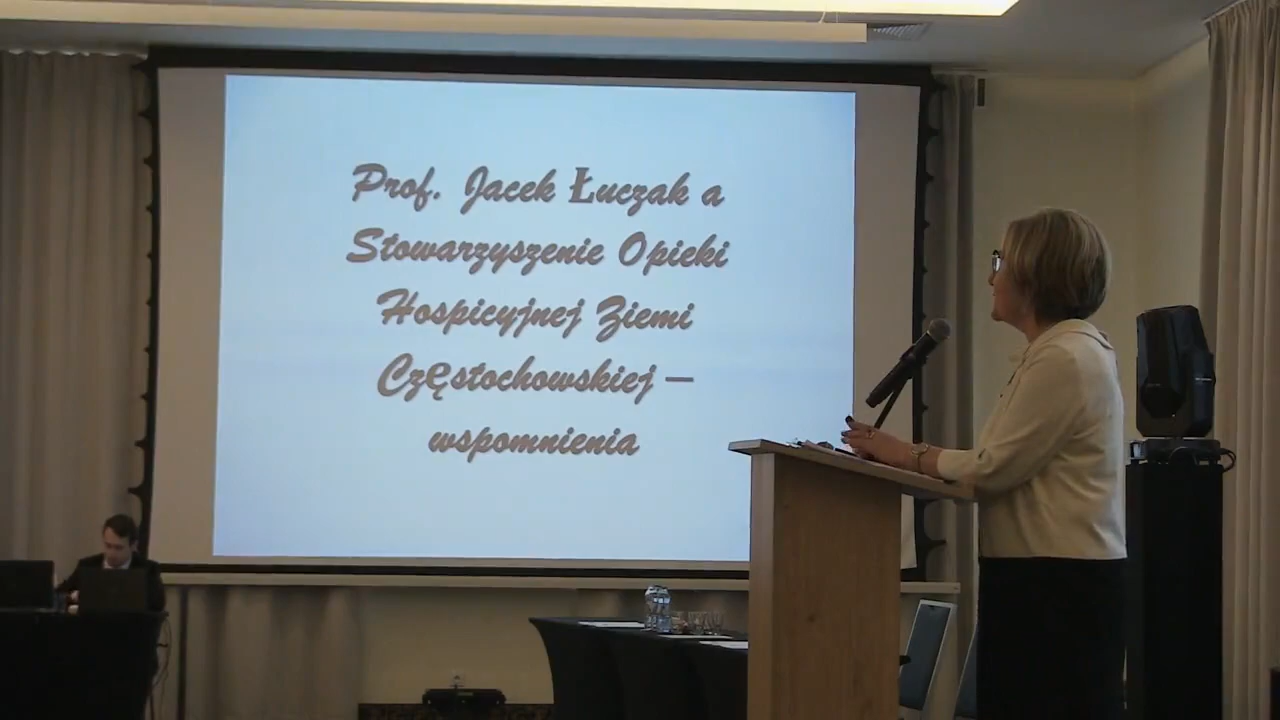 Prof. Jacek Łuczak a
Stowarzyszenie Opieki
Hospicyjnej Ziemi
Częstochowskiej –
wspomnienia